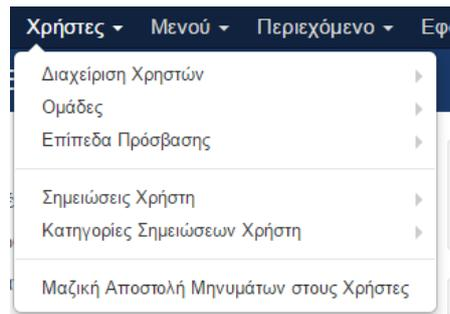 Χρήστες Μενού Περιεχόμενο
Διαχείριση Χρηστών
Ομάδες
Επίπεδα Πρόσβασης
Σημειώσεις Χρήστη
Κατηγορίες Σημειώσεων Χρήστη
Μαζική Αποστολή Μηνυμάτων στους Χρήστες